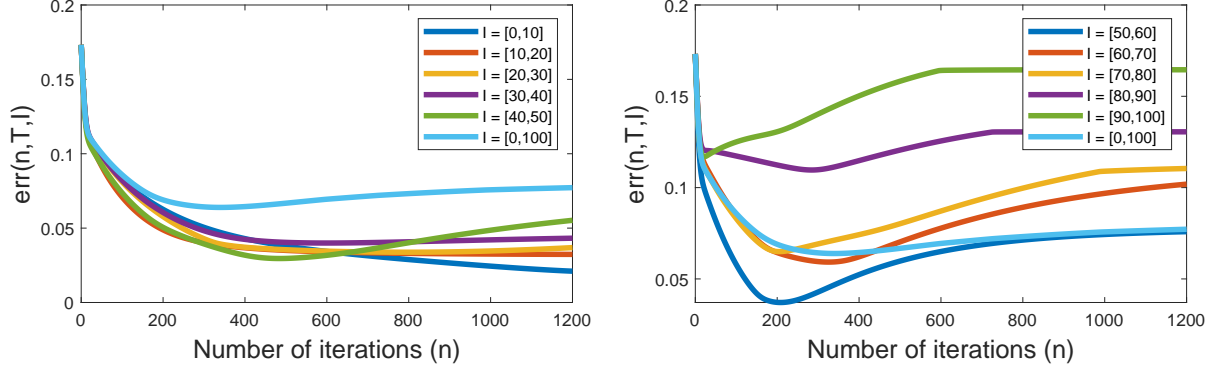 0.2
0.15
0.1
0.05
0
err(n,T,I)
0 200 400 600 800 1000 1200
Number of iterations (n)
I = [0,10]
I = [10,20]
I = [20,30]
I = [30,40]
I = [40,50]
I = [0,100]
0.2
0.15
0.1
0.05
err(n,T,I)
0 200 400 600 800 1000 1200
Number of iterations (n)
I = [50,60]
I = [60,70]
I = [70,80]
I = [80,90]
I = [90,100]
I = [0,100]